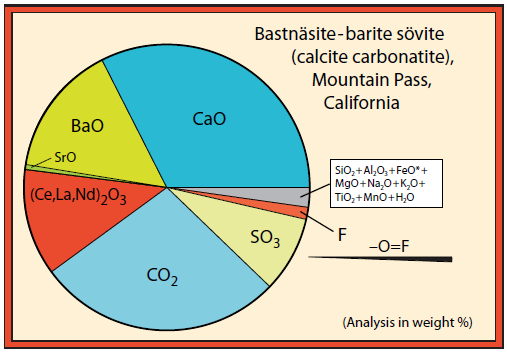 Bastnäsite-barite sövite
(calcite carbonatite),
Mountain Pass,
California
CaO
BaO
SrO
(Ce,La,Nd)₂O₃
CO₂
SO₃
F
SiO₂+Al₂O₃+FeO*+
MgO+Na₂O+K₂O+
TiO₂+MnO+H₂O
–O=F
(Analysis in weight %)